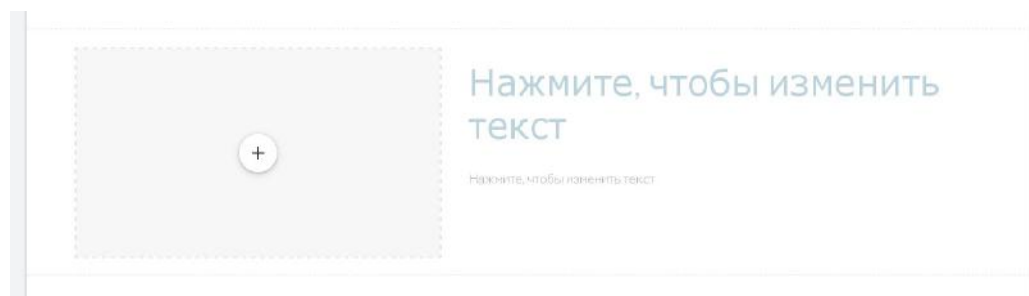 Нажмите, чтобы изменить
текст
Нажмите, чтобы изменить текст